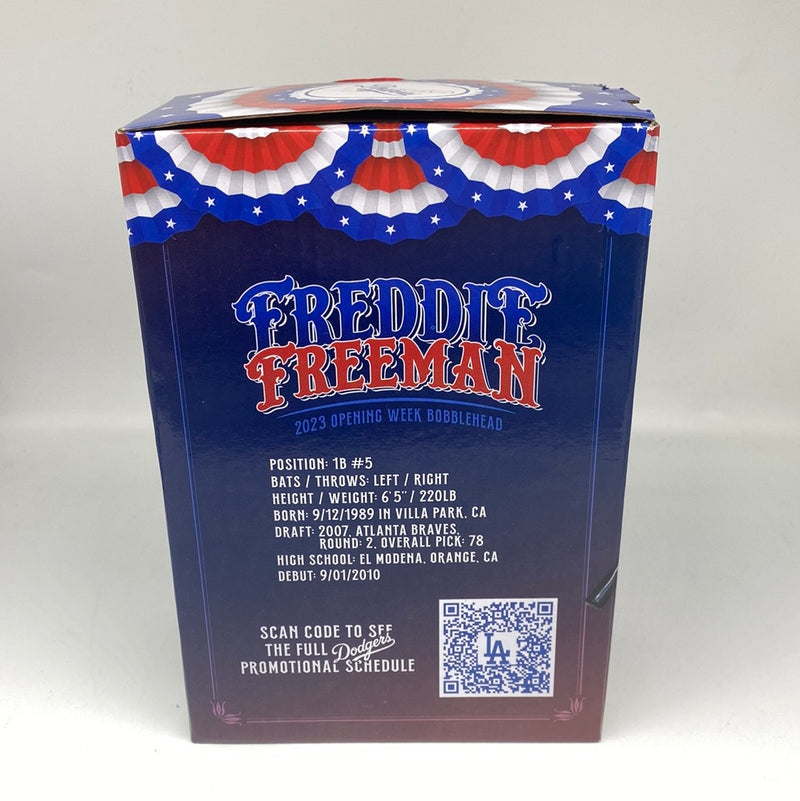 FREDDIE
FREEMAN
2023 OPENING WEEK BOBBLEHEAD
POSITION: 1B #5
BATS / THROWS: LEFT / RIGHT
HEIGHT / WEIGHT: 6'5" / 220LB
BORN: 9/12/1989 IN VILLA PARK, CA
DRAFT: 2007, ATLANTA BRAVES,
ROUND: 2, OVERALL PICK: 78
HIGH SCHOOL: EL MODENA, ORANGE, CA
DEBUT: 9/01/2010
SCAN CODE TO SEE
THE FULL Dodgers
PROMOTIONAL SCHEDULE
LA